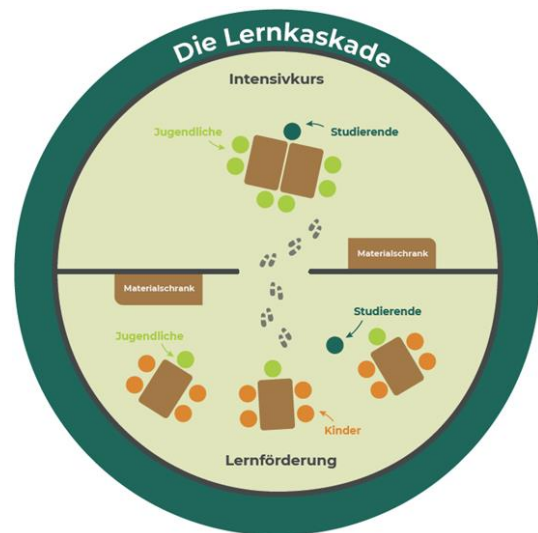 Die Lernkaskade
Intensivkurs
Jugendliche
Studierende
Materialschrank
Materialschrank
Studierende
Jugendliche
Kinder
Lernförderung